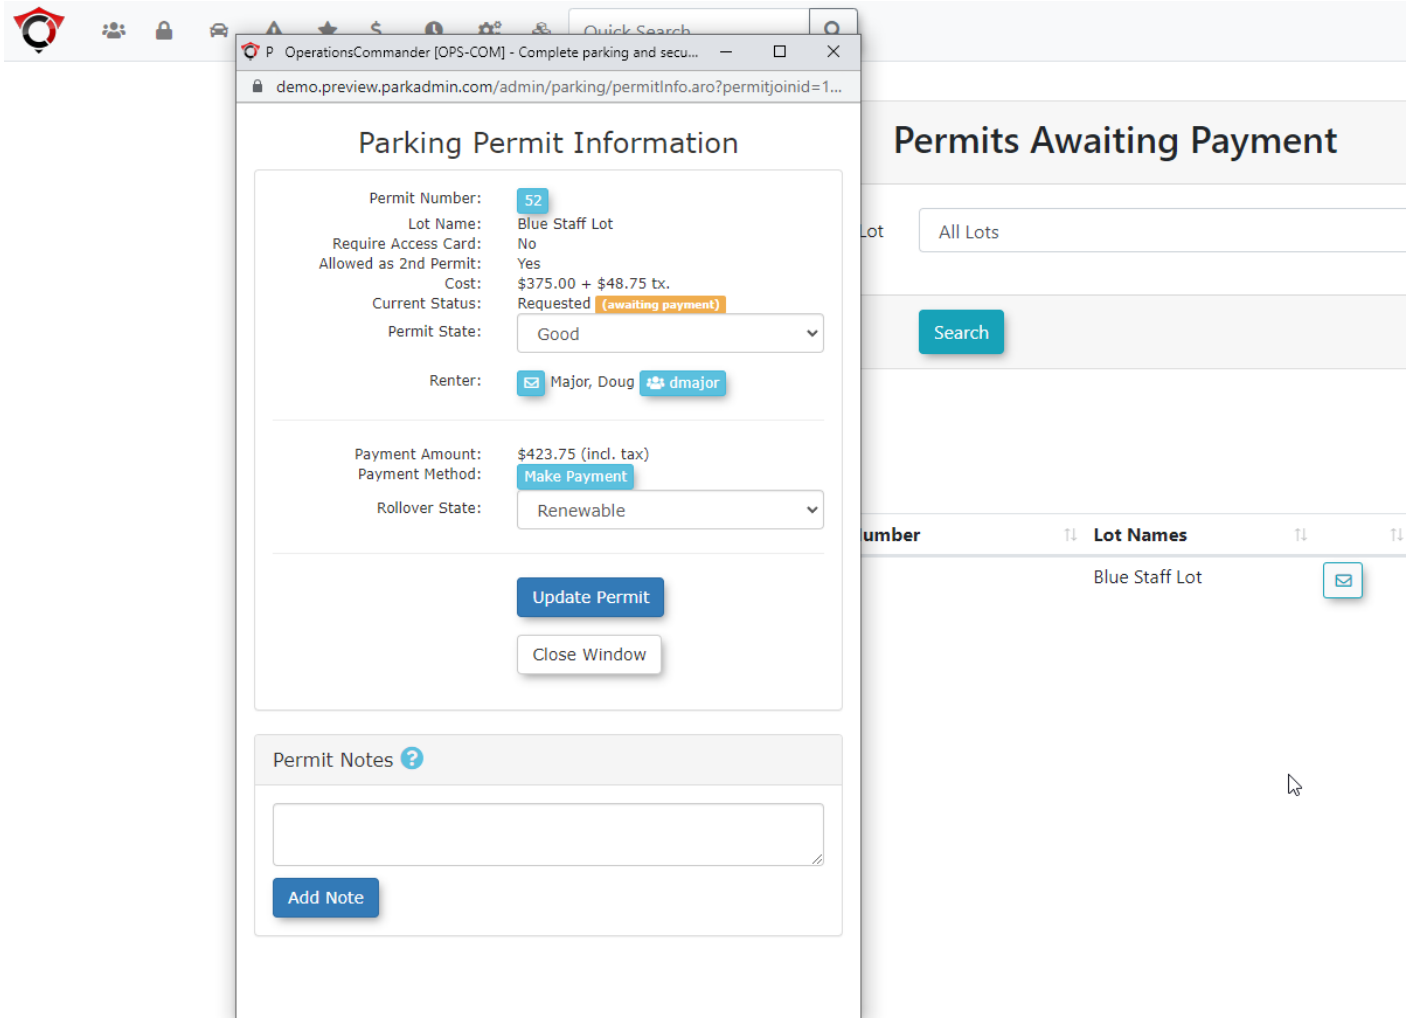 Quick Search
P OperationsCommander [OPS-COM] - Complete parking and secu...
demo.preview.parkadmin.com/admin/parking/permitInfo.aro?permitjoinid=1...
Parking Permit Information
Permit Number: 52
Lot Name: Blue Staff Lot
Require Access Card: No
Allowed as 2nd Permit: Yes
Cost: $375.00 + $48.75 tx.
Current Status: Requested (awaiting payment)
Permit State: Good
Renter: Major, Doug dmajor
Payment Amount: $423.75 (incl. tax)
Payment Method: Make Payment
Rollover State: Renewable
Update Permit
Close Window
Permit Notes ?
Add Note
Permits Awaiting Payment
Lot All Lots
Search
umber Lot Names
Blue Staff Lot